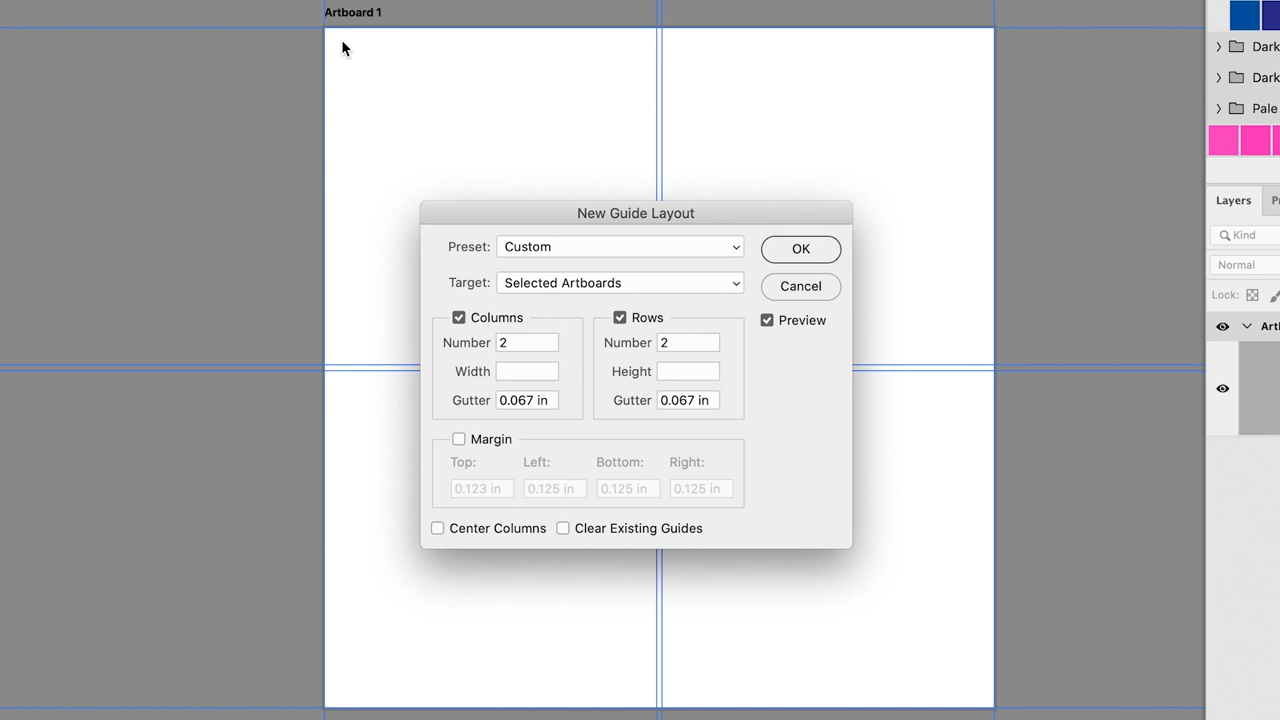 Artboard 1
Dark
Dark
Pale
New Guide Layout
Preset: Custom
OK
Target: Selected Artboards
Cancel
Columns
Rows
Preview
Number 2
Number 2
Width
Height
Gutter 0.067 in
Gutter 0.067 in
Margin
Top: Left: Bottom: Right:
0.123 in 0.125 in 0.125 in 0.125 in
Center Columns Clear Existing Guides
Layers
Kind
Normal
Lock: